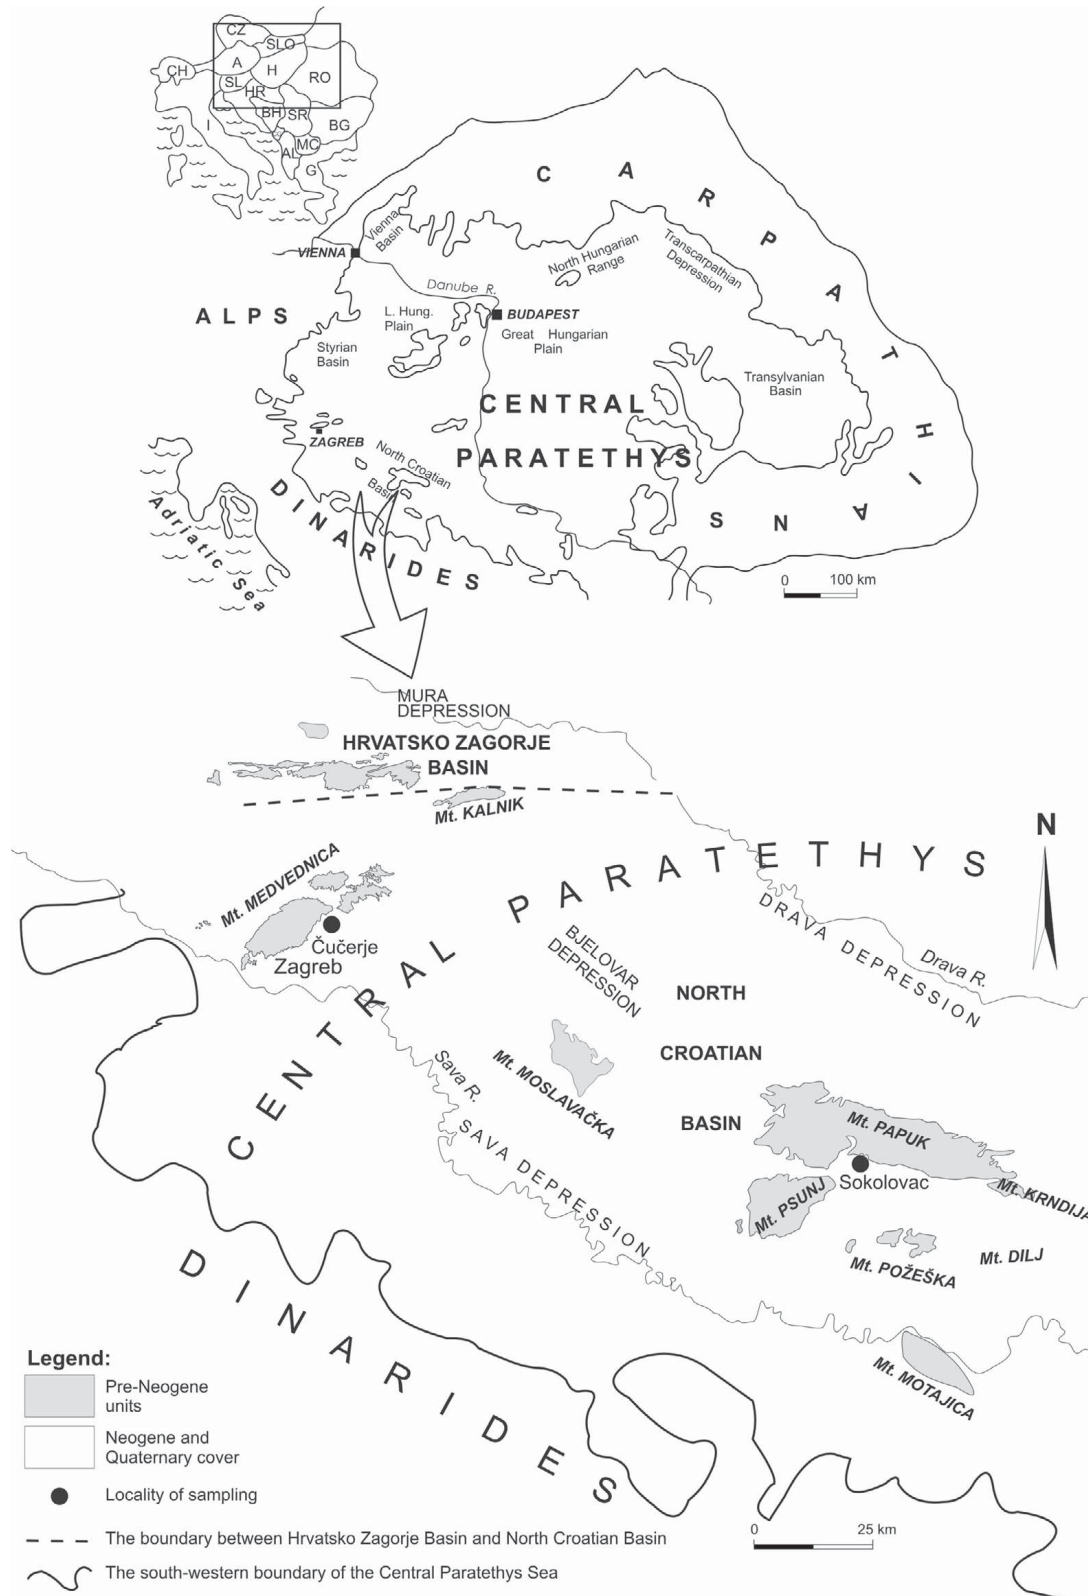 CZ
SLO
A
CH
H
RO
SL
HR
BH
SR
I
BG
MC
AL
G
C A R P A T H I A N S
Vienna
Basin
VIENNA
North Hungarian
Range
Transcarpathian
Depression
Danube R.
ALPS
L. Hung.
Plain
BUDAPEST
Great Hungarian
Plain
Styrian
Basin
Transylvanian
Basin
CENTRAL
PARATETHYS
ZAGREB
North Croatian
Basin
DINARIDES
Adriatic Sea
0 100 km
MURA
DEPRESSION
HRVATSKO ZAGORJE
BASIN
Mt. KALNIK
N
Mt. MEDVEDNICA
CENTRAL PARATETHYS
Čučerje
Zagreb
DRAVA DEPRESSION
Drava R.
BJELOVAR
DEPRESSION
NORTH
CROATIAN
BASIN
Mt. MOSLAVAČKA
Sava R.
SAVA DEPRESSION
Mt. PAPUK
Sokolovac
Mt. PSUNJ
Mt. KRNDIJA
Mt. POŽEŠKA
Mt. DILJ
Mt. MOTAJICA
DINARIDES
Legend:
Pre-Neogene
units
Neogene and
Quaternary cover
Locality of sampling
The boundary between Hrvatsko Zagorje Basin and North Croatian Basin
The south-western boundary of the Central Paratethys Sea
0 25 km